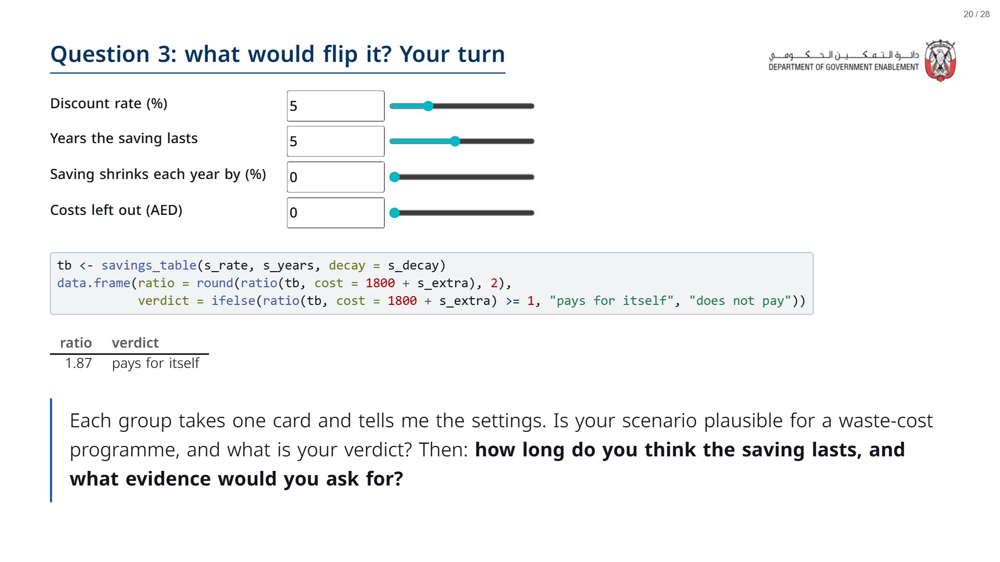 20 / 28
Question 3: what would flip it? Your turn
دائرة التمكين الحكومي
DEPARTMENT OF GOVERNMENT ENABLEMENT
Discount rate (%)
5
Years the saving lasts
5
Saving shrinks each year by (%)
0
Costs left out (AED)
0
tb <- savings_table(s_rate, s_years, decay = s_decay)
data.frame(ratio = round(ratio(tb, cost = 1800 + s_extra), 2),
verdict = ifelse(ratio(tb, cost = 1800 + s_extra) >= 1, "pays for itself", "does not pay"))
ratio verdict
1.87 pays for itself
Each group takes one card and tells me the settings. Is your scenario plausible for a waste-cost
programme, and what is your verdict? Then: how long do you think the saving lasts, and
what evidence would you ask for?